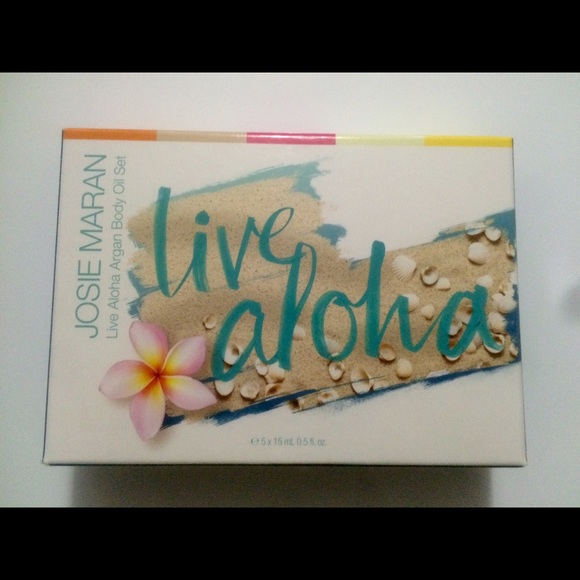 JOSIE MARAN
Live Aloha Argan Body Oil Set
live
aloha
℮ 5 x 15 mL 0.5 fl. oz.